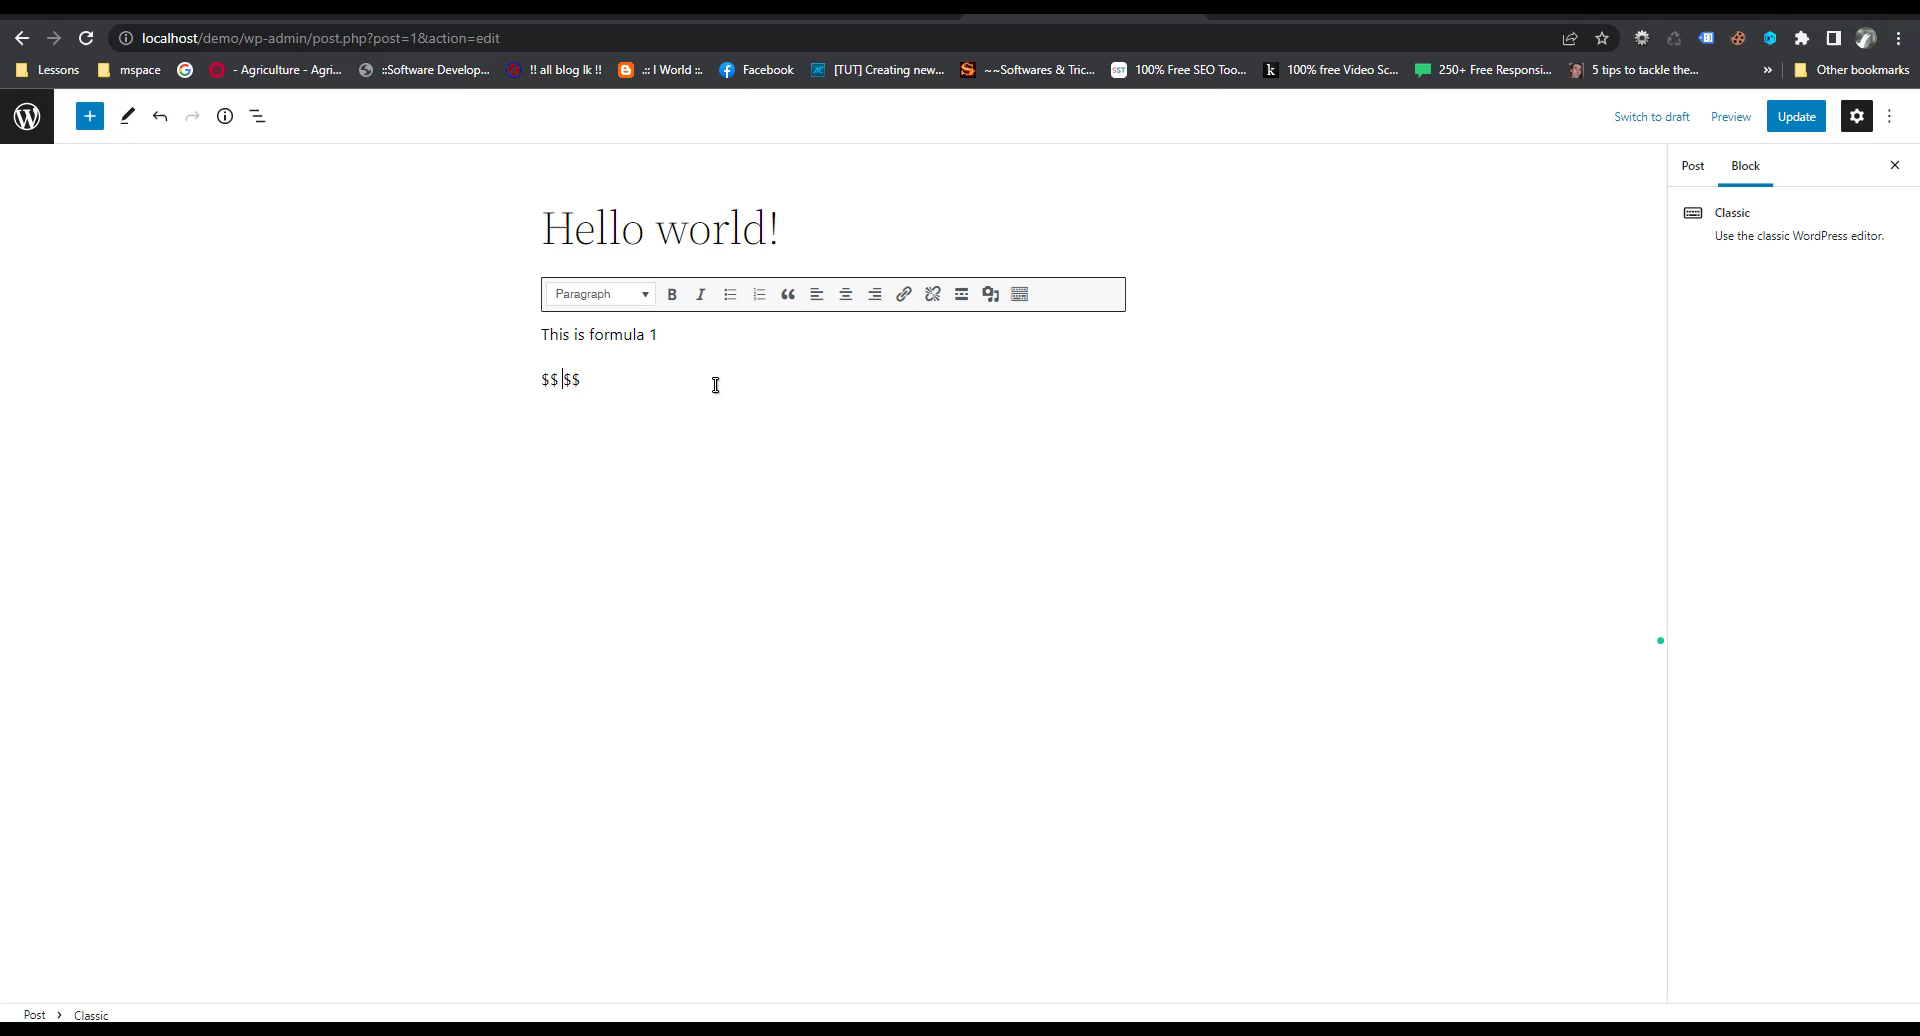 localhost/demo/wp-admin/post.php?post=1&action=edit
Lessons mspace - Agriculture - Agri... ::Software Develop... !! all blog lk !! .:: I World ::. Facebook [TUT] Creating new... ~~Softwares & Tric... SST 100% Free SEO Too... k 100% free Video Sc... 250+ Free Responsi... 5 tips to tackle the... » Other bookmarks
Switch to draft Preview Update
Post Block
Classic
Use the classic WordPress editor.
Hello world!
Paragraph B I
This is formula 1
$$ $$
Post > Classic